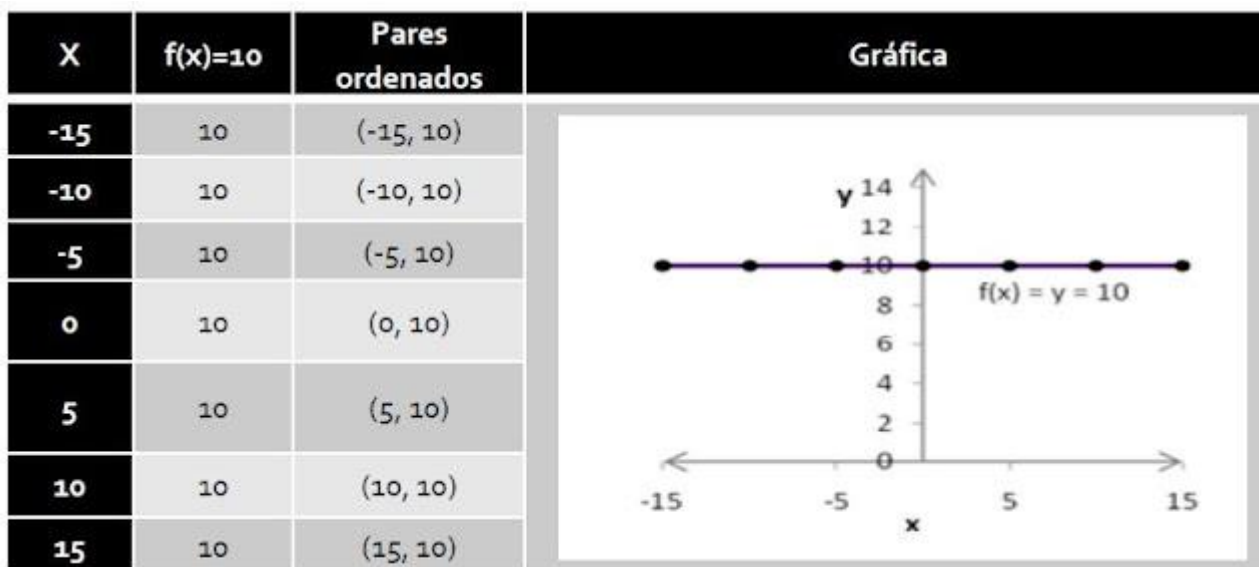 X f(x)=10 Pares ordenados Gráfica
-15 10 (-15, 10)
-10 10 (-10, 10)
-5 10 (-5, 10)
0 10 (0, 10)
5 10 (5, 10)
10 10 (10, 10)
15 10 (15, 10)
y 14
12
10
f(x) = y = 10
8
6
4
2
0
-15 -5 5 15
x